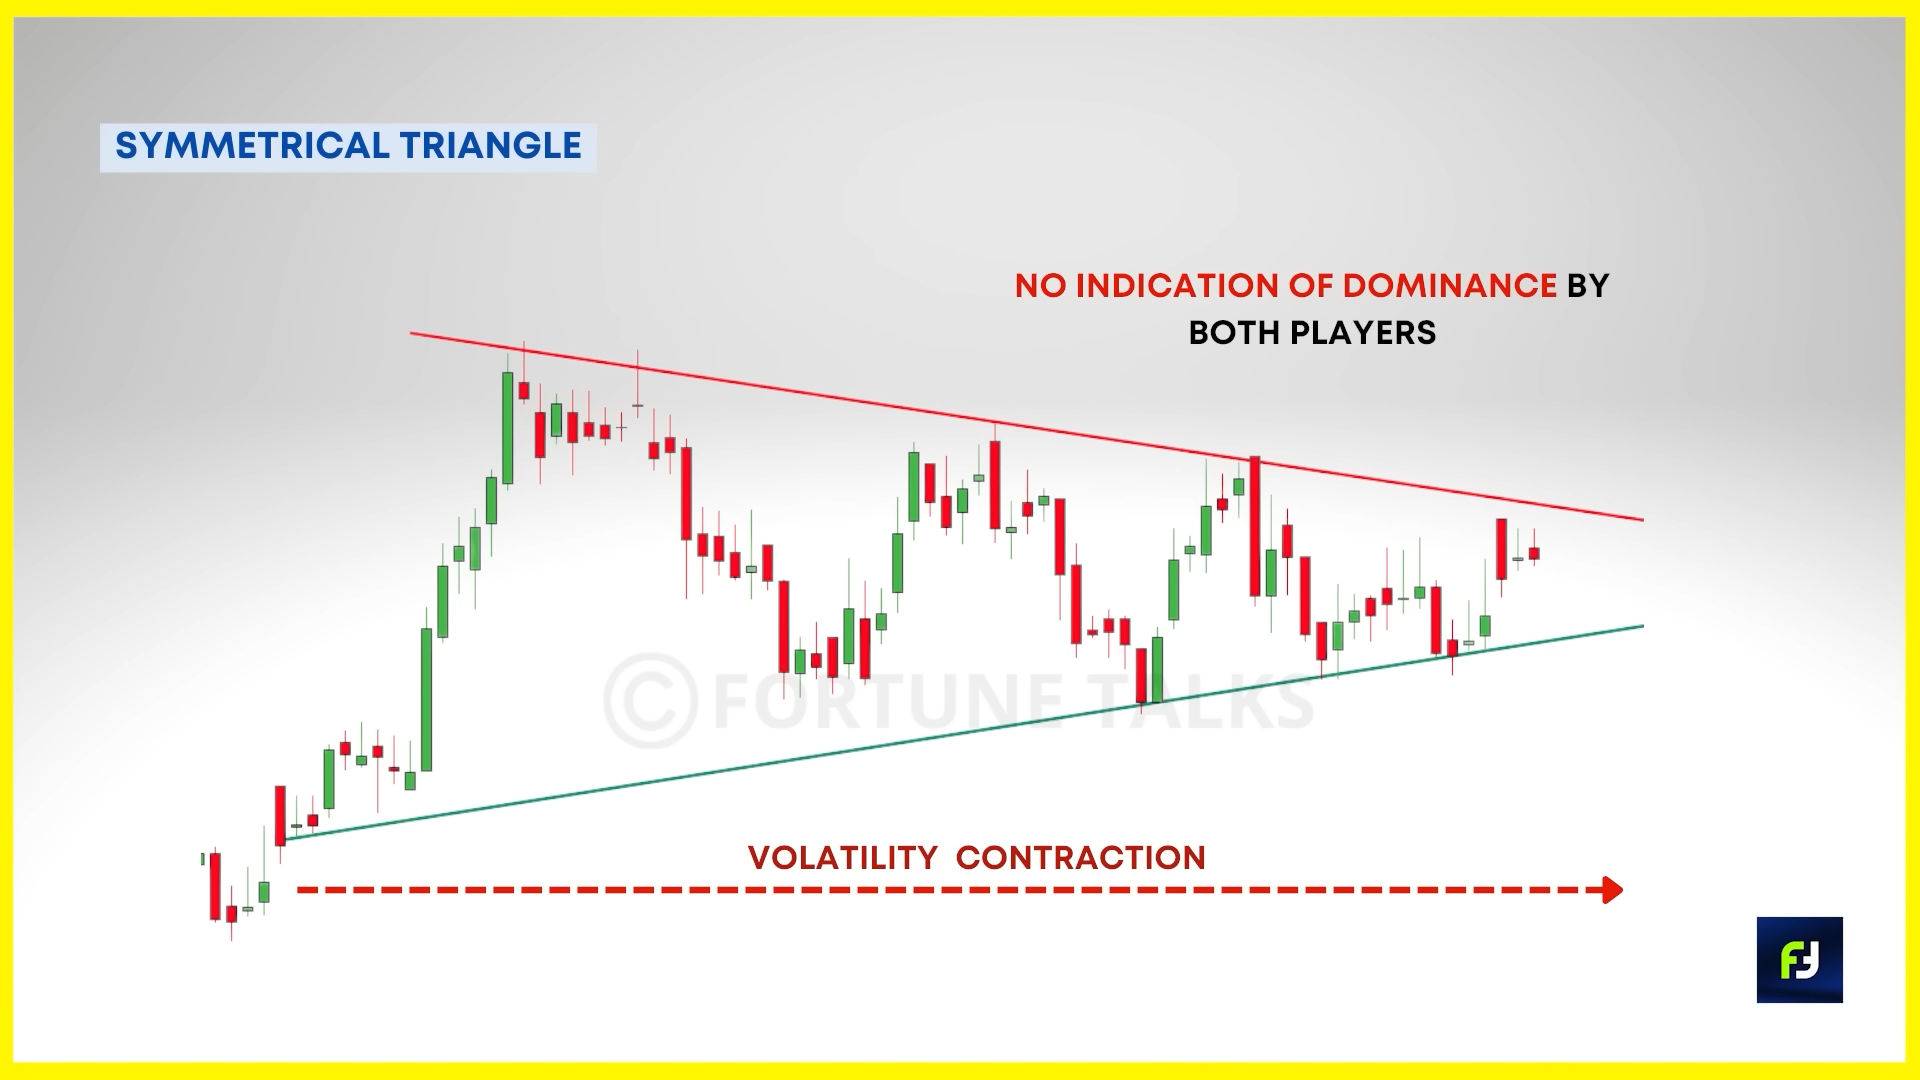 SYMMETRICAL TRIANGLE
NO INDICATION OF DOMINANCE BY
BOTH PLAYERS
© FORTUNE TALKS
VOLATILITY CONTRACTION